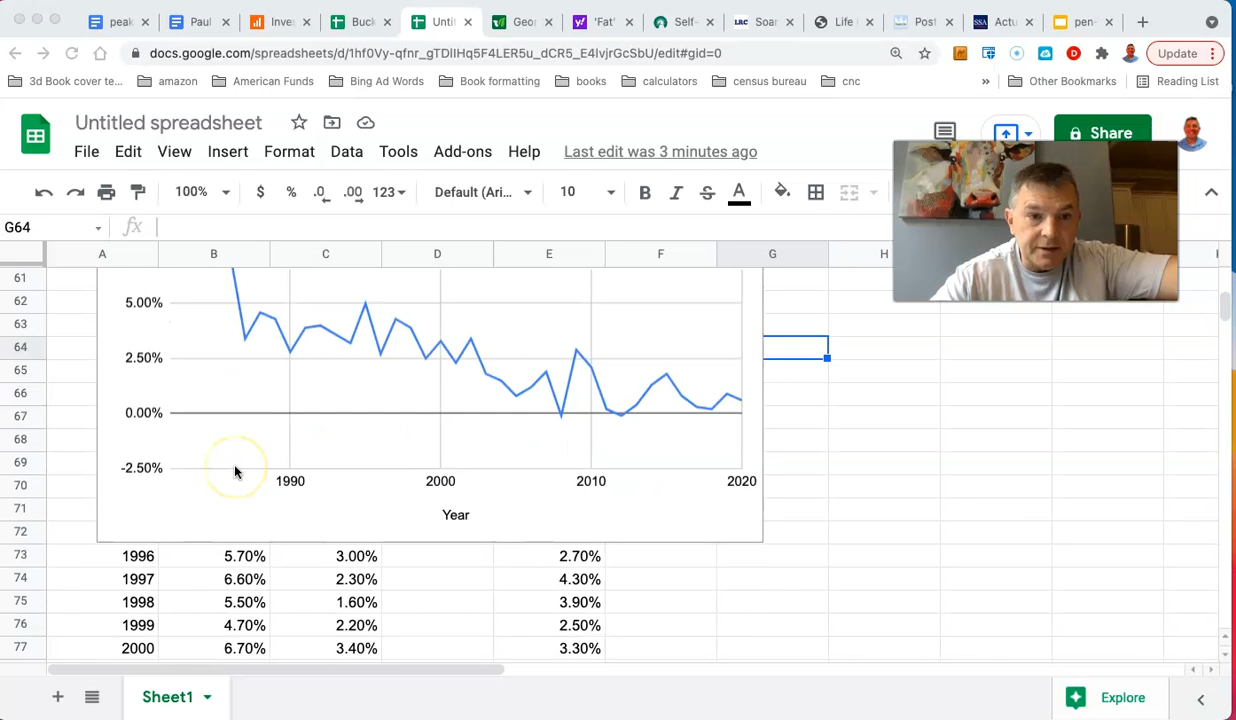 peak
Paul
Inves
Buck
Untit
Geor
'Fat'
Self-
LRC Soar
Life I
Post
SSA Actu
pen-
docs.google.com/spreadsheets/d/1hf0Vy-qfnr_gTDlIHq5F4LER5u_dCR5_E4lvjrGcSbU/edit#gid=0
Update
3d Book cover te...
amazon
American Funds
Bing Ad Words
Book formatting
books
calculators
census bureau
cnc
»
Other Bookmarks
Reading List
Untitled spreadsheet
Share
File Edit View Insert Format Data Tools Add-ons Help Last edit was 3 minutes ago
100% $ % .0 .00 123 Default (Ari... 10 B I S A
G64 fx
A B C D E F G H
61
62 5.00%
63
64 2.50%
65
66
67 0.00%
68
69 -2.50%
70 1990 2000 2010 2020
71 Year
72
73 1996 5.70% 3.00% 2.70%
74 1997 6.60% 2.30% 4.30%
75 1998 5.50% 1.60% 3.90%
76 1999 4.70% 2.20% 2.50%
77 2000 6.70% 3.40% 3.30%
Sheet1
Explore